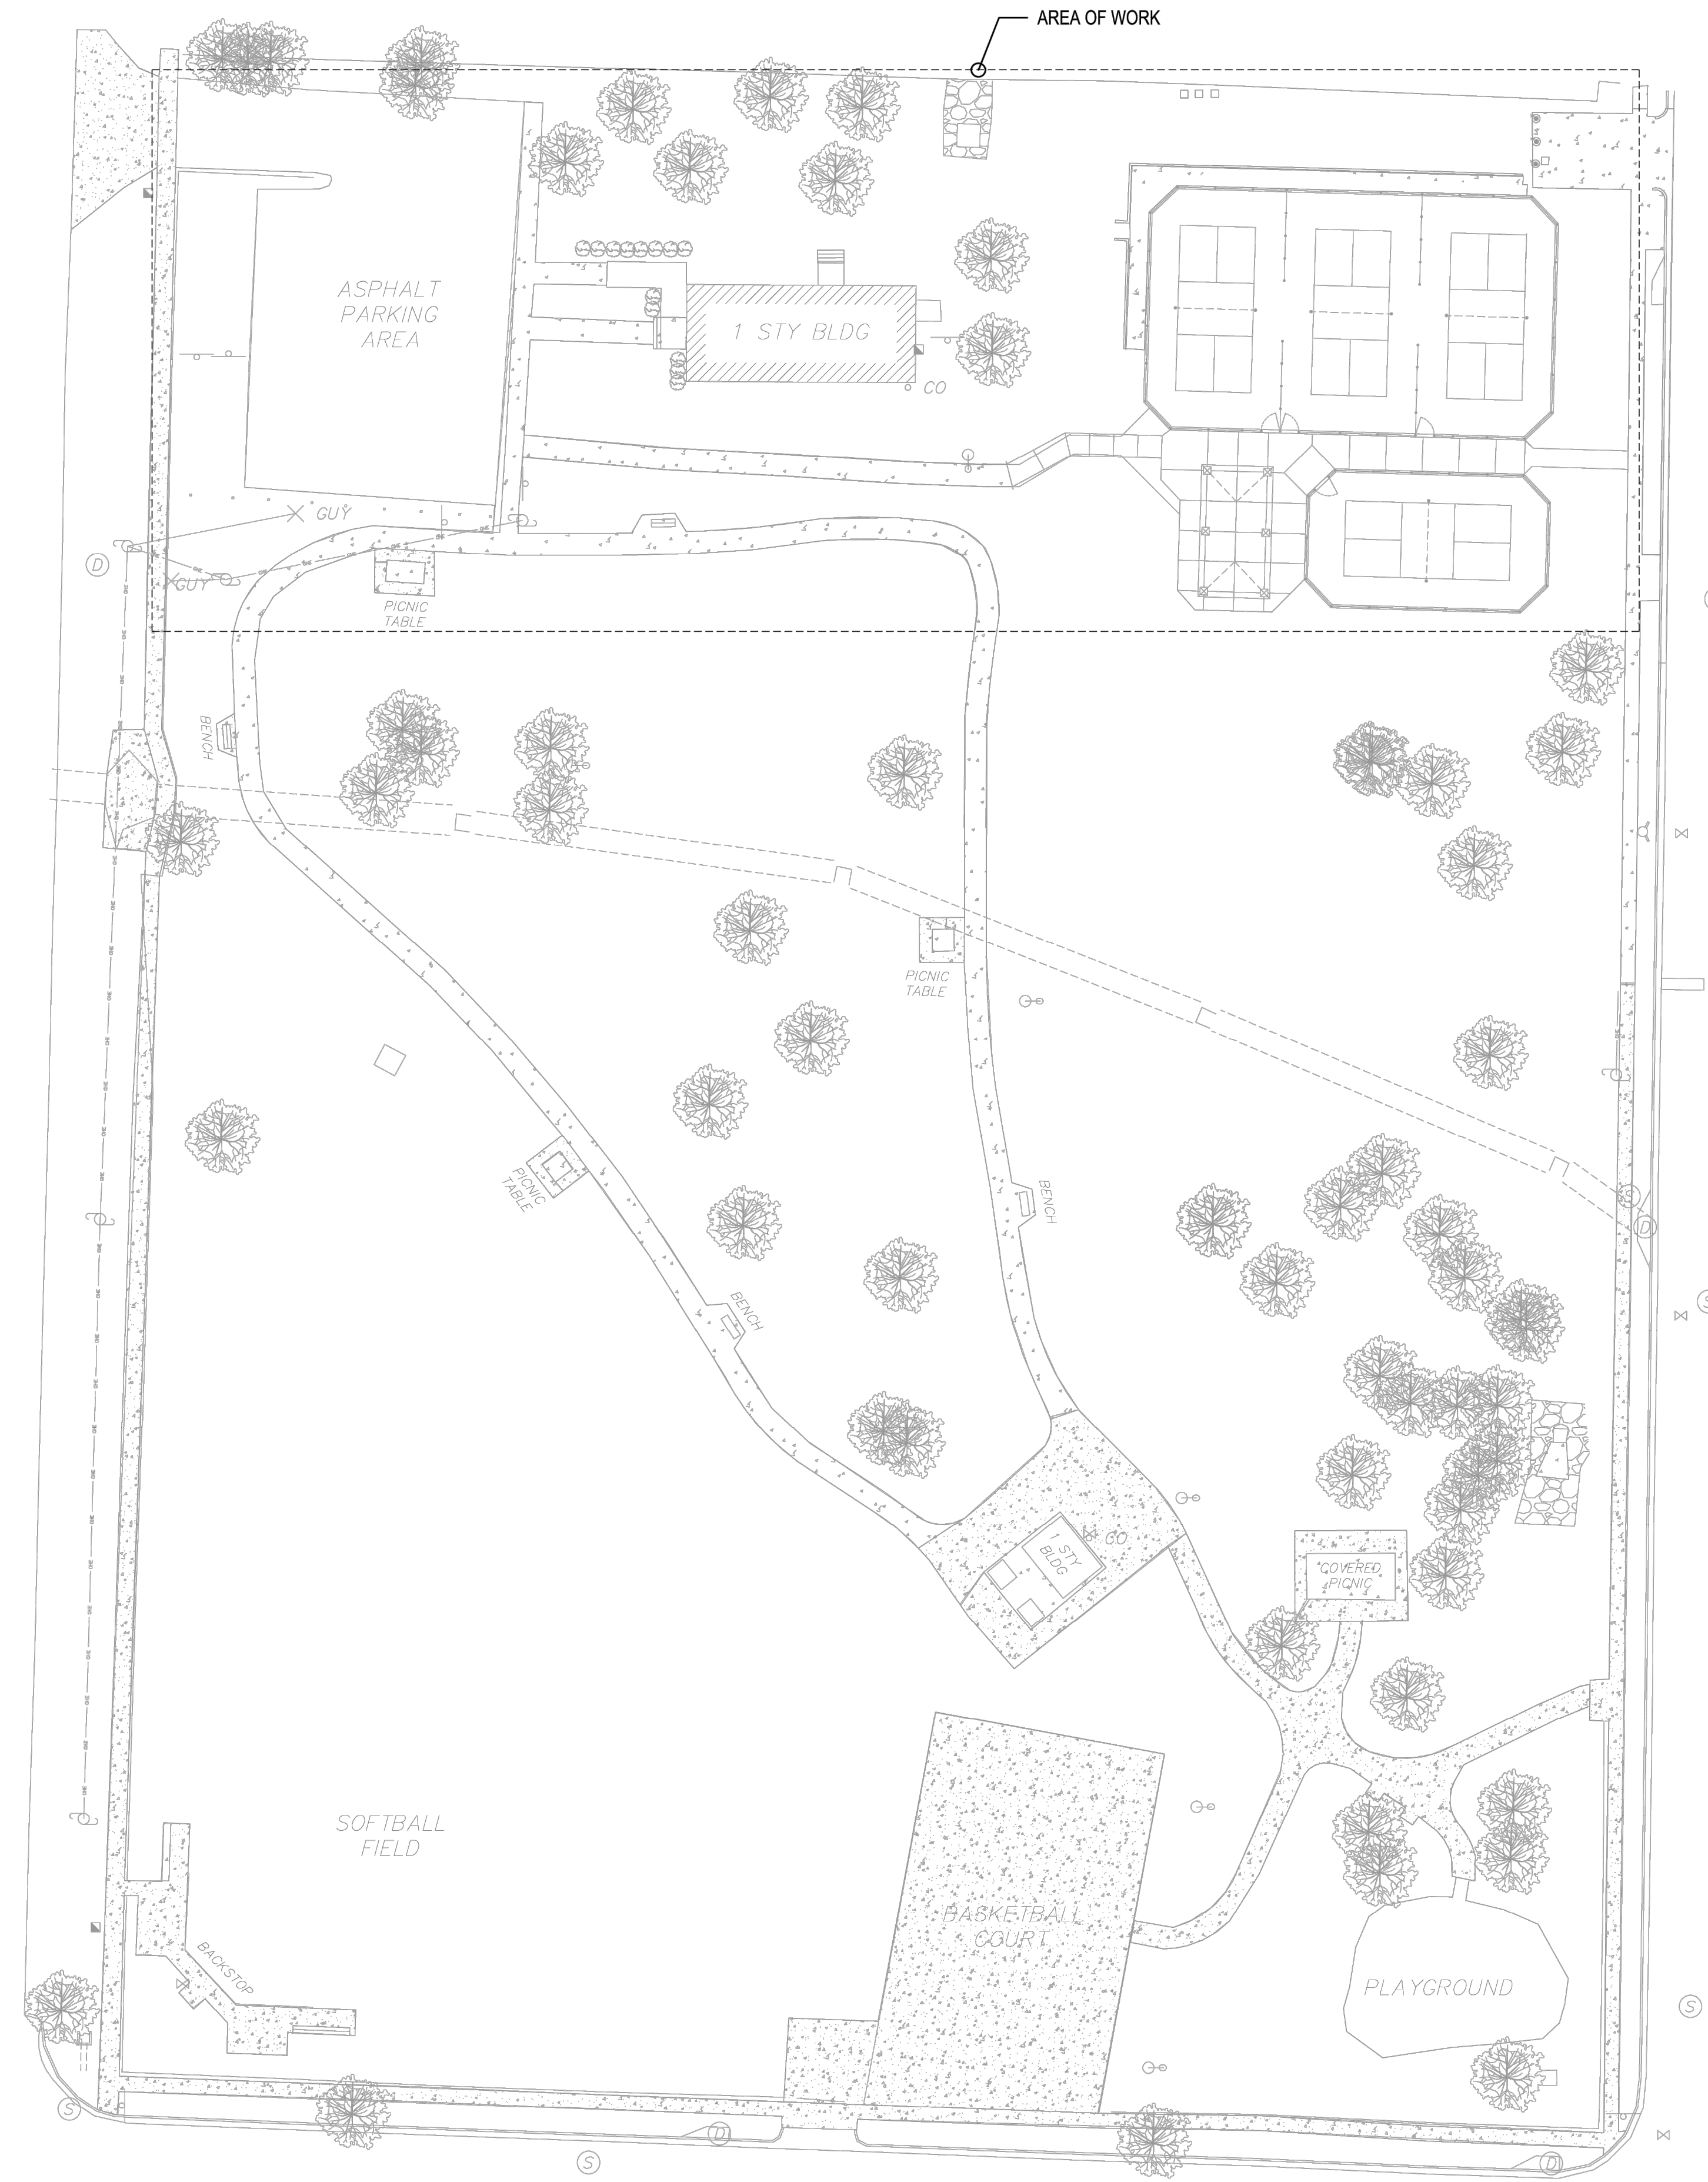 AREA OF WORK
ASPHALT
PARKING
AREA
1 STY BLDG
CO
GUY
D
GUY
PICNIC
TABLE
BENCH
PICNIC
TABLE
PICNIC
TABLE
BENCH
S
D
BENCH
S
CO
1 STY
BLDG
COVERED
PICNIC
SOFTBALL
FIELD
BASKETBALL
COURT
BACKSTOP
PLAYGROUND
S
S
D
S
D